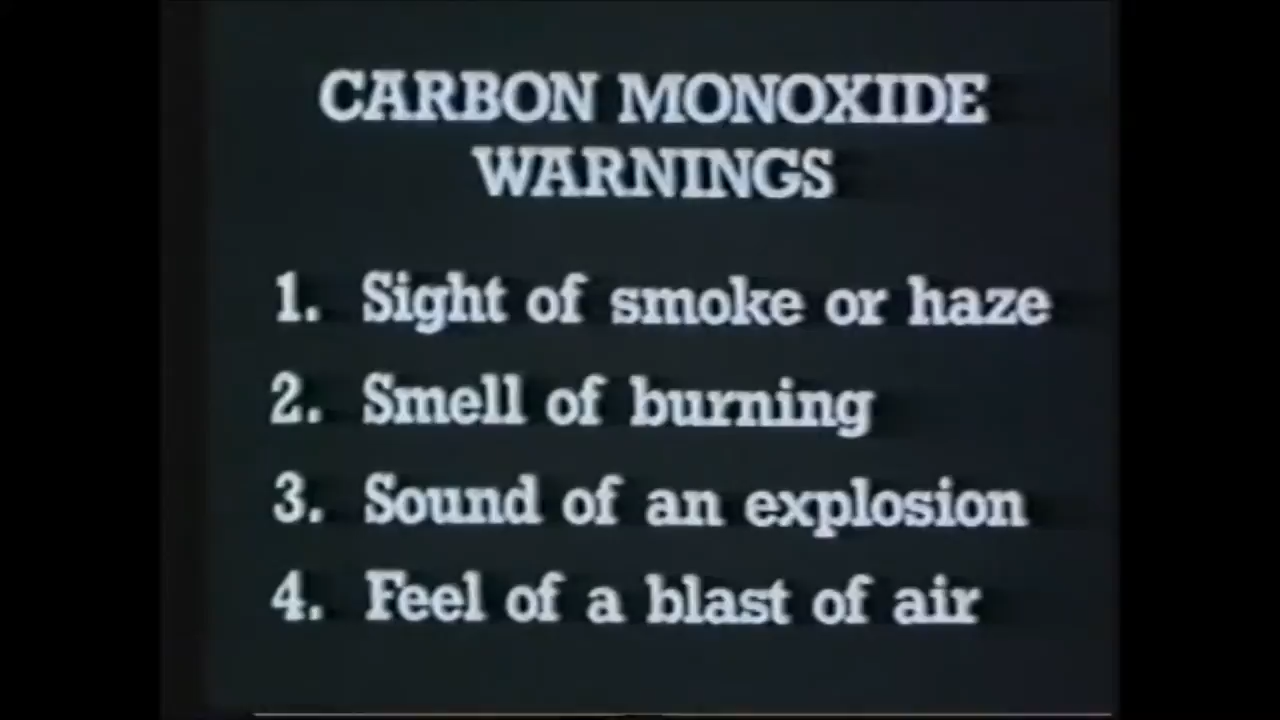 CARBON MONOXIDE
WARNINGS
1. Sight of smoke or haze
2. Smell of burning
3. Sound of an explosion
4. Feel of a blast of air